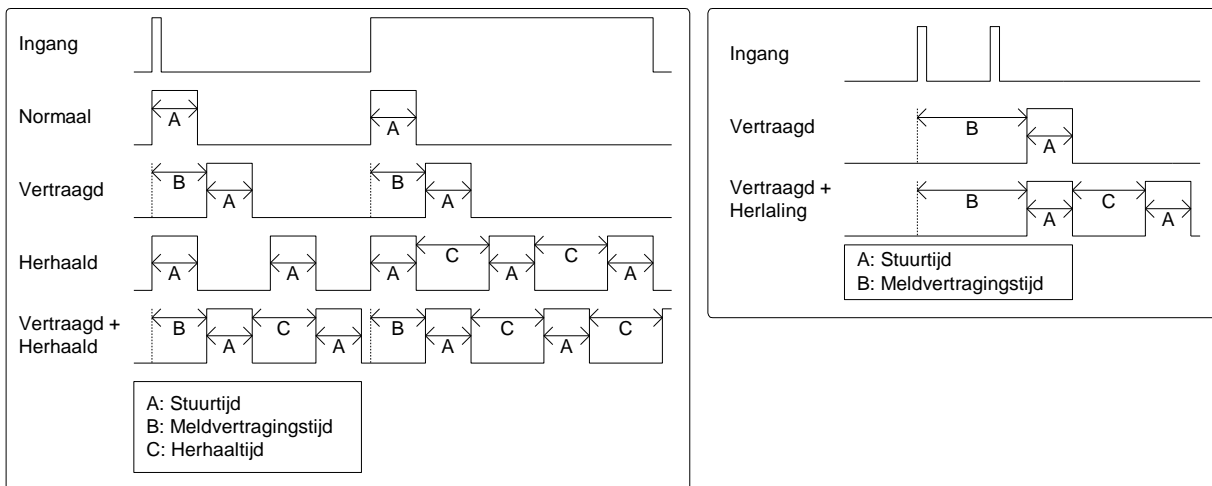 Ingang
Normaal
A
A
Vertraagd
B
A
B
A
Herhaald
A
A
A
C
A
C
A
Vertraagd +
Herhaald
B
A
C
A
B
A
C
A
C
A: Stuurtijd
B: Meldvertragingstijd
C: Herhaaltijd
Ingang
Vertraagd
B
A
Vertraagd +
Herlaling
B
A
C
A
A: Stuurtijd
B: Meldvertragingstijd